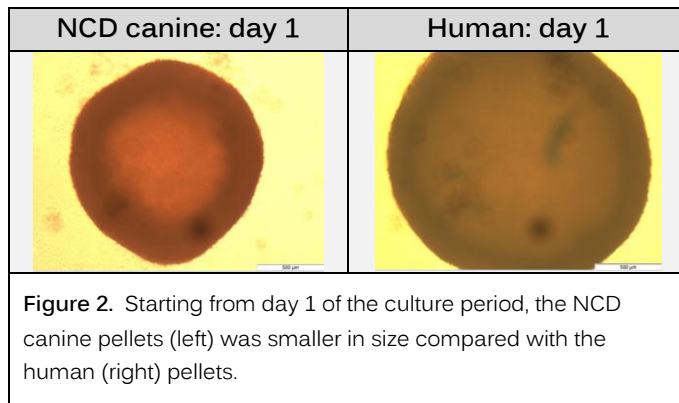 NCD canine: day 1
Human: day 1
500 µm
500 µm
Figure 2. Starting from day 1 of the culture period, the NCD
canine pellets (left) was smaller in size compared with the
human (right) pellets.